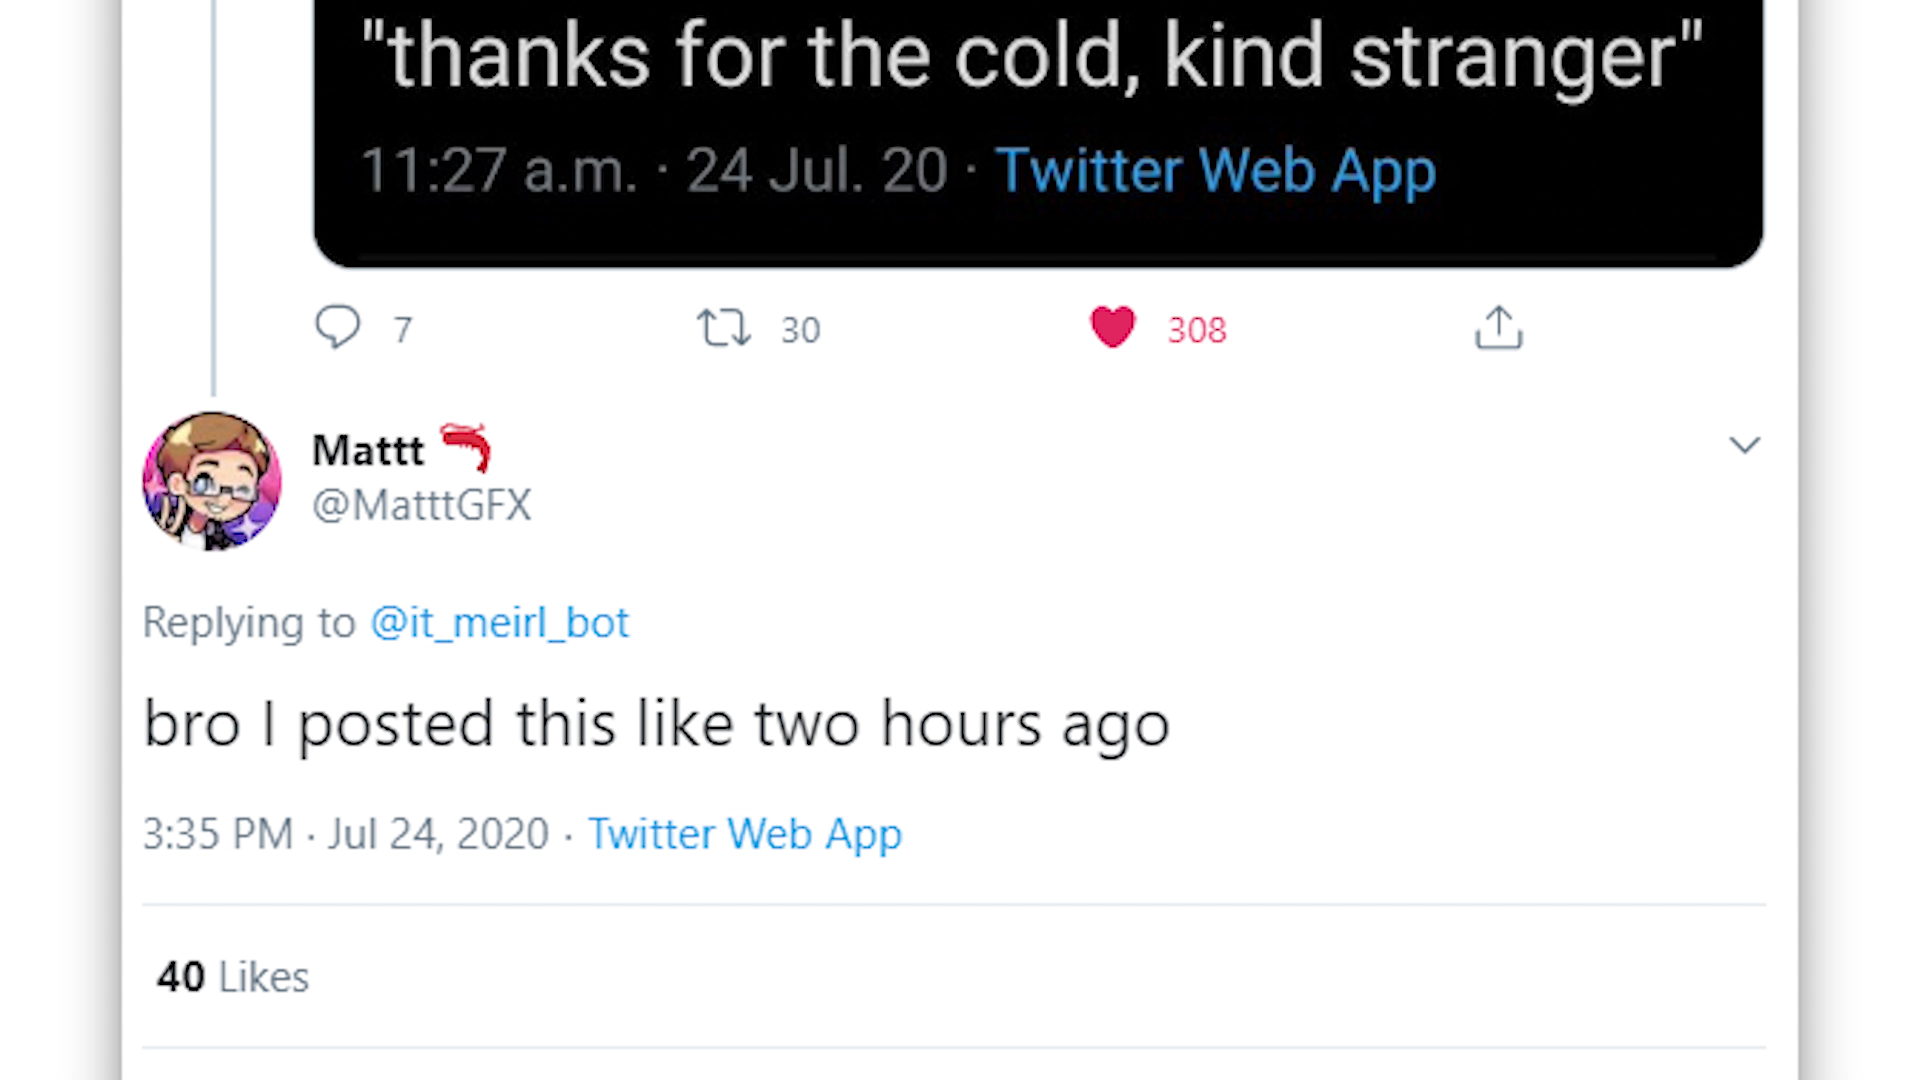 "thanks for the cold, kind stranger"
11:27 a.m. · 24 Jul. 20 · Twitter Web App
7 30 308
Mattt 🦐
@MatttGFX
Replying to @it_meirl_bot
bro I posted this like two hours ago
3:35 PM · Jul 24, 2020 · Twitter Web App
40 Likes